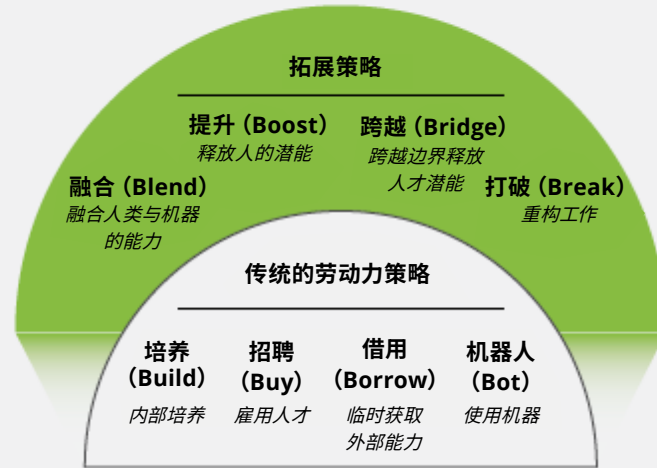 拓展策略
提升（Boost）
释放人的潜能
跨越（Bridge）
跨越边界释放
人才潜能
融合（Blend）
融合人类与机器
的能力
打破（Break）
重构工作
传统的劳动力策略
培养
（Build）
内部培养
招聘
（Buy）
雇用人才
借用
（Borrow）
临时获取
外部能力
机器人
（Bot）
使用机器